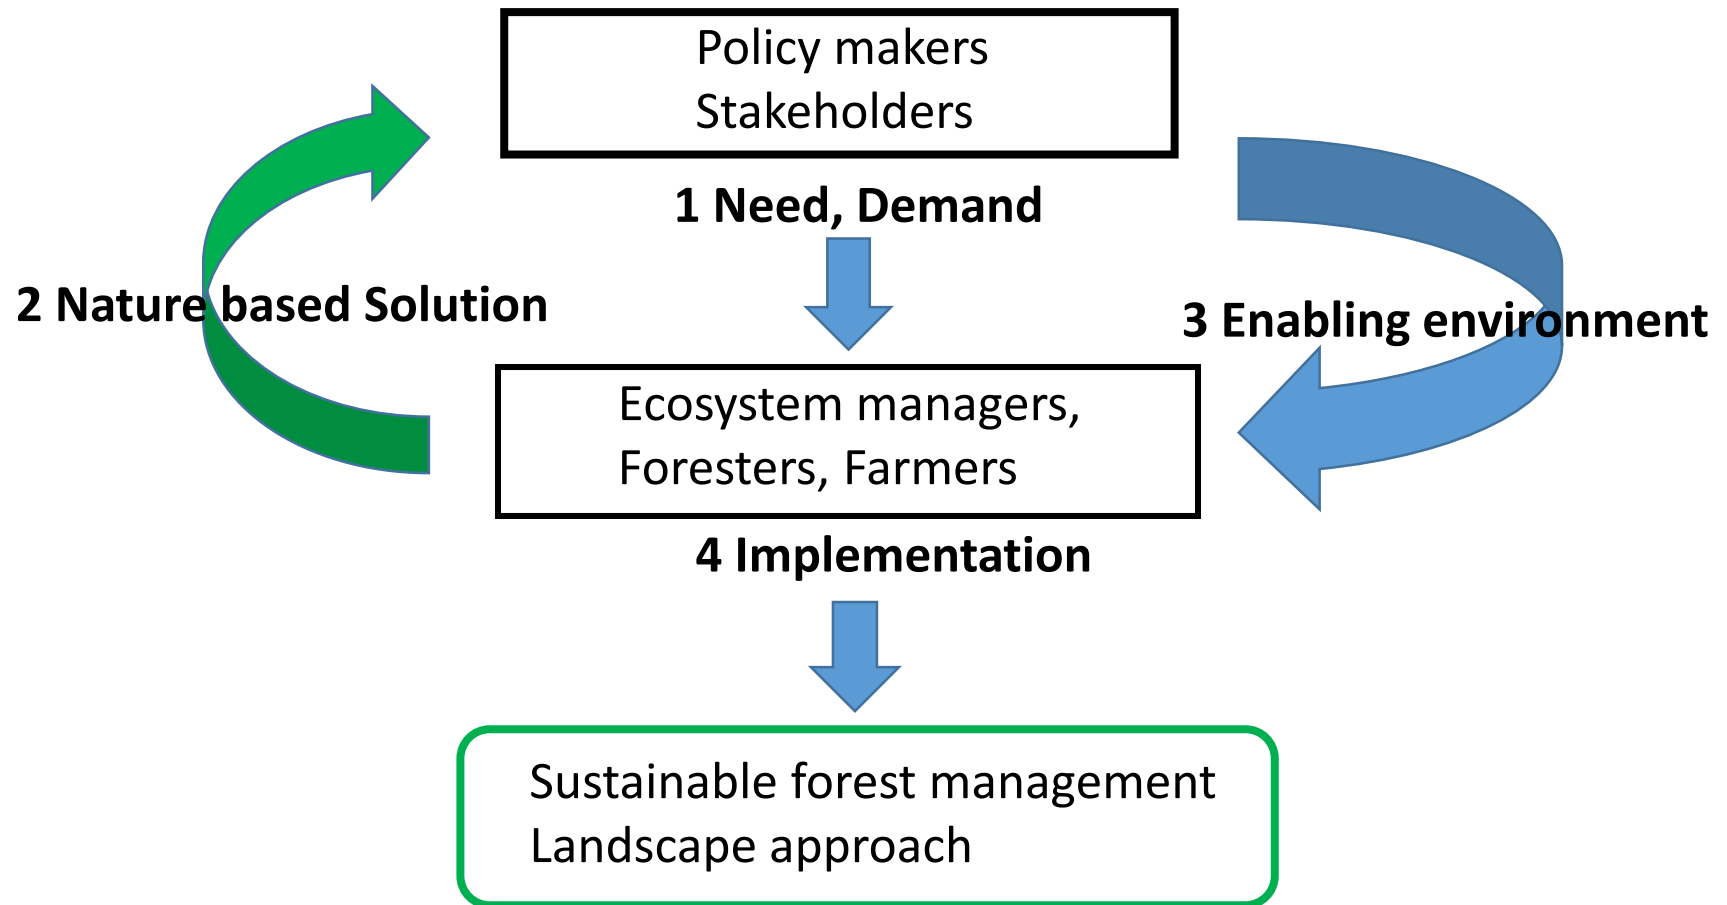 Policy makers
Stakeholders
1 Need, Demand
2 Nature based Solution
3 Enabling environment
Ecosystem managers,
Foresters, Farmers
4 Implementation
Sustainable forest management
Landscape approach